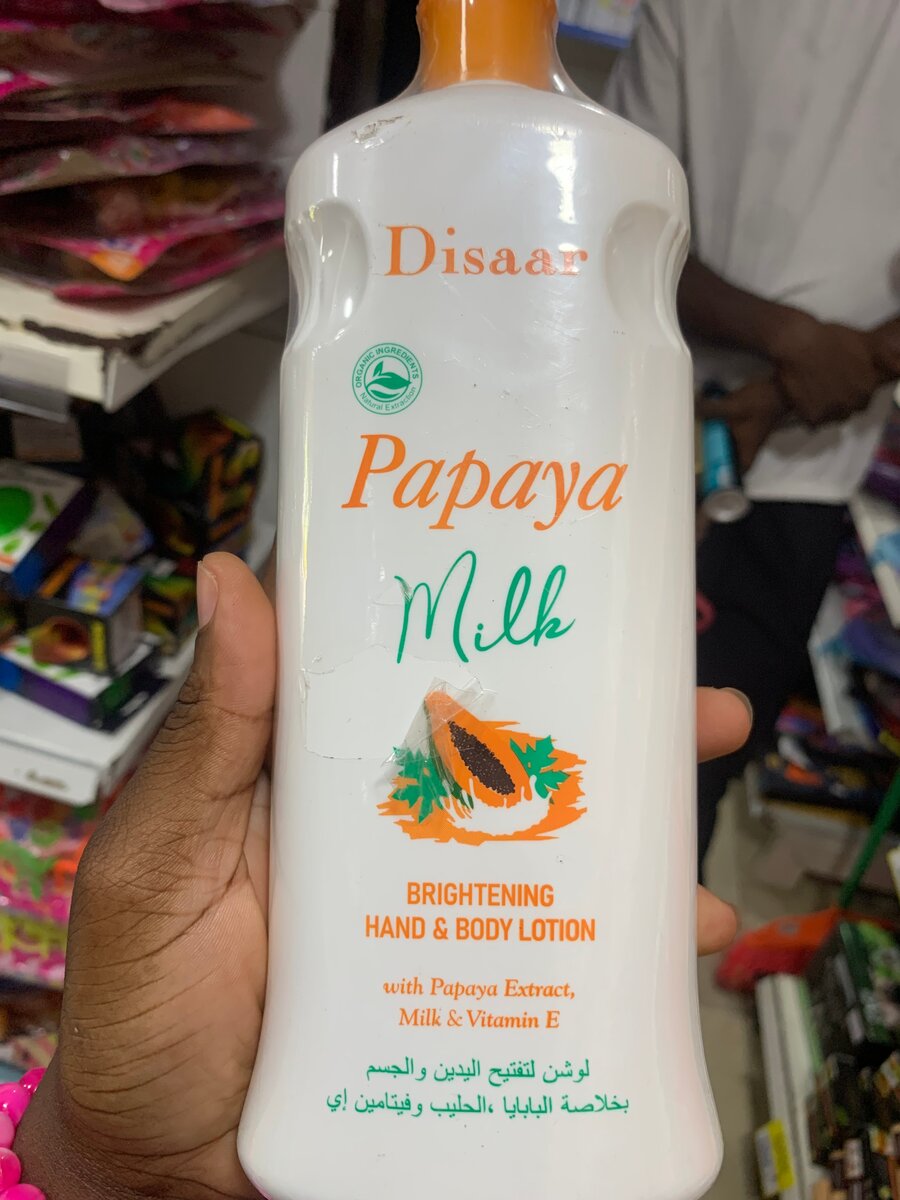 Disaar
ORGANIC INGREDIENTS
Natural Extraction
Papaya
Milk
BRIGHTENING
HAND & BODY LOTION
with Papaya Extract,
Milk & Vitamin E
لوشن لتفتيح اليدين والجسم
بخلاصة البابايا ،الحليب وفيتامين إي